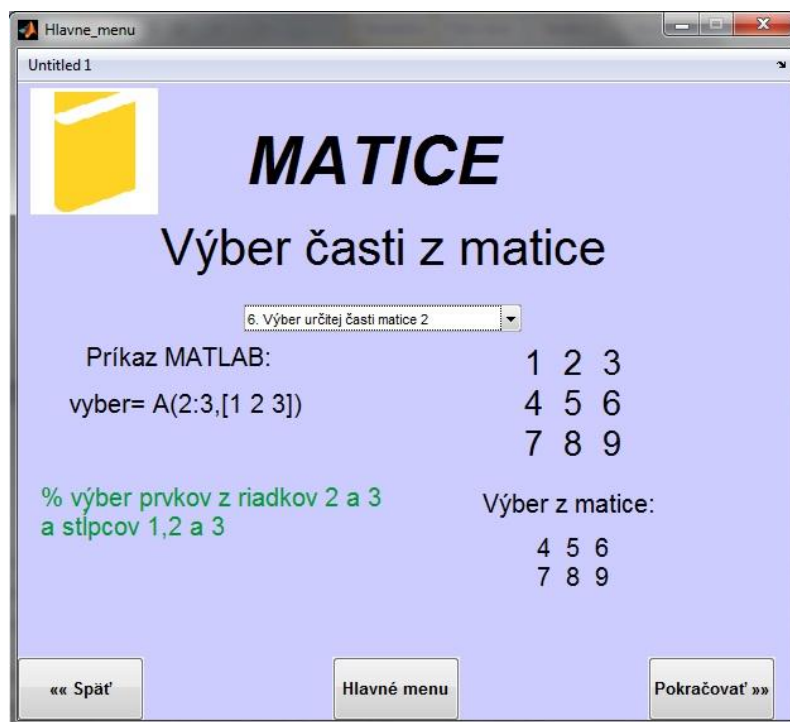 Hlavne_menu
Untitled 1
MATICE
Výber časti z matice
6. Výber určitej časti matice 2
Príkaz MATLAB:
vyber= A(2:3,[1 2 3])
% výber prvkov z riadkov 2 a 3
a stĺpcov 1,2 a 3
1 2 3
4 5 6
7 8 9
Výber z matice:
4 5 6
7 8 9
«« Späť
Hlavné menu
Pokračovať »»